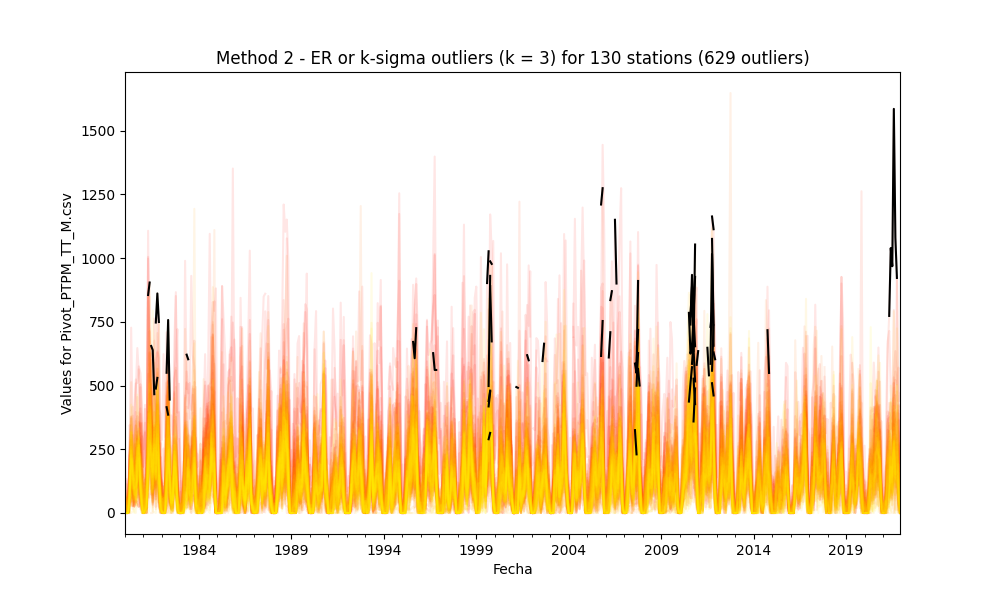 Method 2 - ER or k-sigma outliers (k = 3) for 130 stations (629 outliers)
Values for Pivot_PTPM_TT_M.csv
1500
1250
1000
750
500
250
0
1984 1989 1994 1999 2004 2009 2014 2019
Fecha